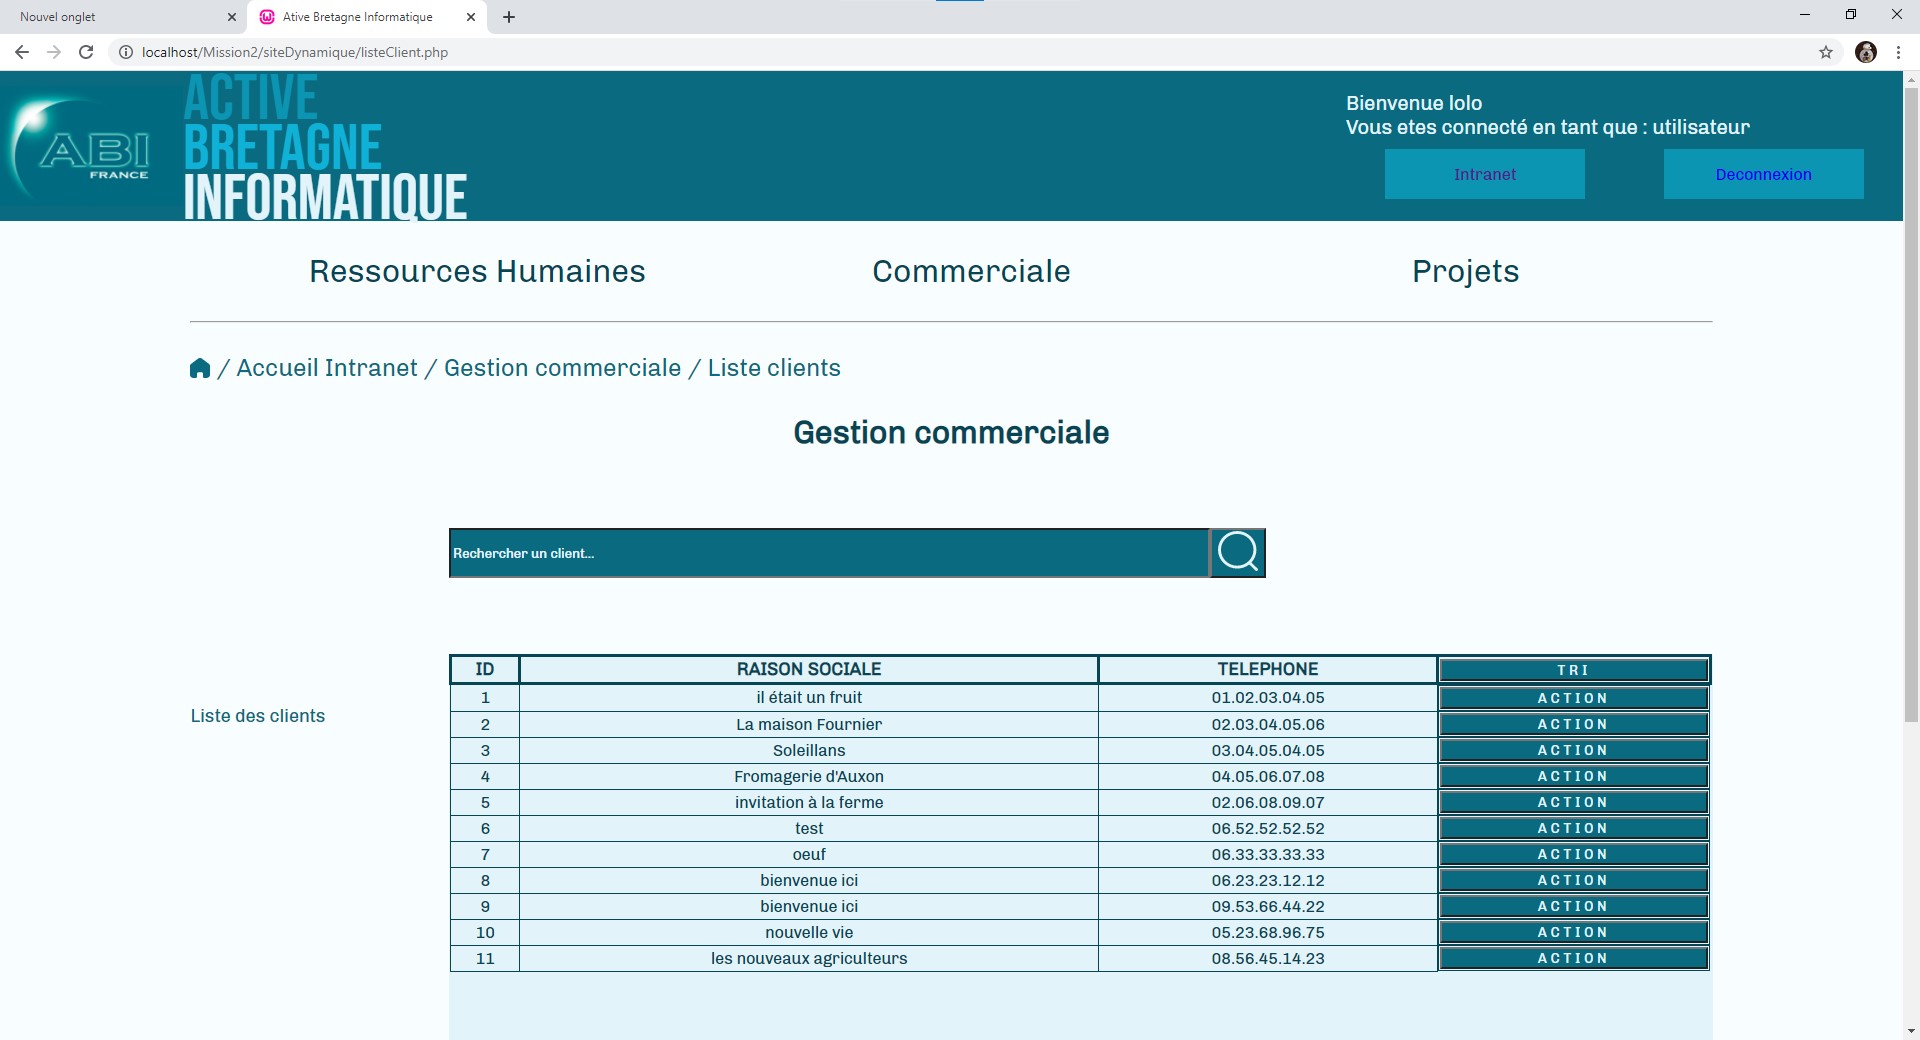 Nouvel onglet
Ative Bretagne Informatique
localhost/Mission2/siteDynamique/listeClient.php
ABI
FRANCE
ACTIVE
BRETAGNE
INFORMATIQUE
Bienvenue lolo
Vous etes connecté en tant que : utilisateur
Intranet
Deconnexion
Ressources Humaines
Commerciale
Projets
/ Accueil Intranet / Gestion commerciale / Liste clients
Gestion commerciale
Rechercher un client...
Liste des clients
ID RAISON SOCIALE TELEPHONE TRI
1 il était un fruit 01.02.03.04.05 ACTION
2 La maison Fournier 02.03.04.05.06 ACTION
3 Soleillans 03.04.05.04.05 ACTION
4 Fromagerie d'Auxon 04.05.06.07.08 ACTION
5 invitation à la ferme 02.06.08.09.07 ACTION
6 test 06.52.52.52.52 ACTION
7 oeuf 06.33.33.33.33 ACTION
8 bienvenue ici 06.23.23.12.12 ACTION
9 bienvenue ici 09.53.66.44.22 ACTION
10 nouvelle vie 05.23.68.96.75 ACTION
11 les nouveaux agriculteurs 08.56.45.14.23 ACTION